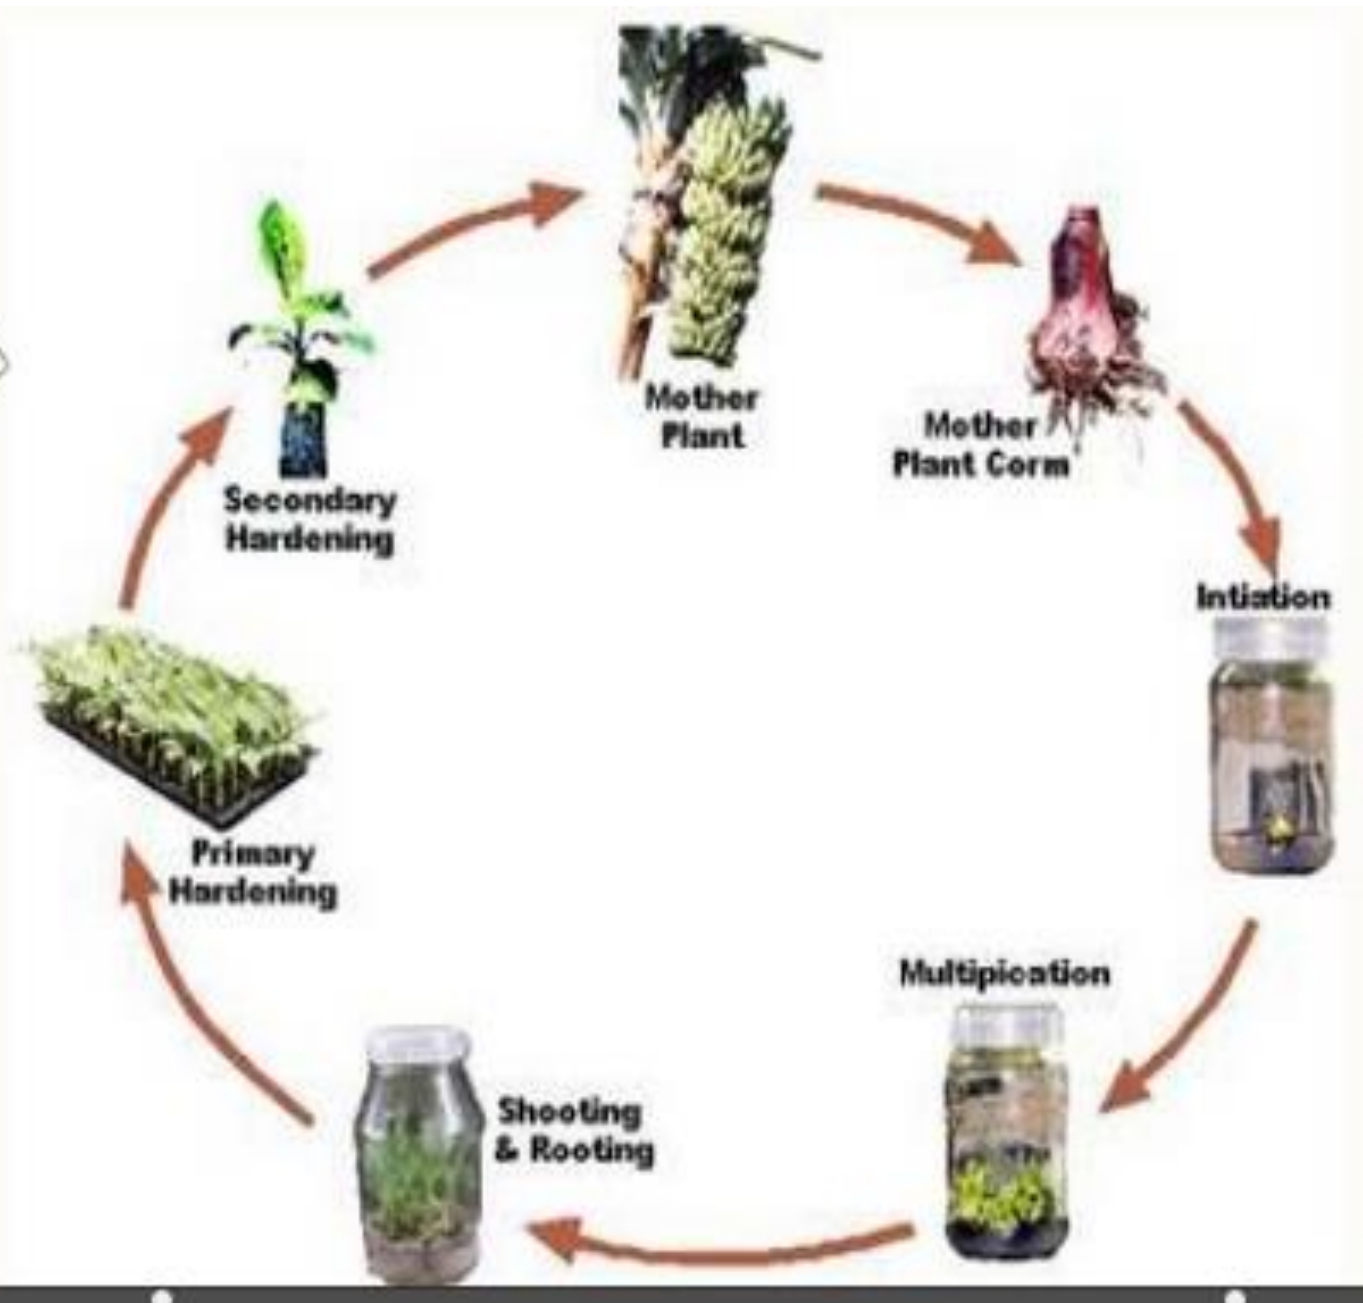 Mother
Plant
Mother
Plant Corm
Intiation
Multipication
Shooting
& Rooting
Primary
Hardening
Secondary
Hardening